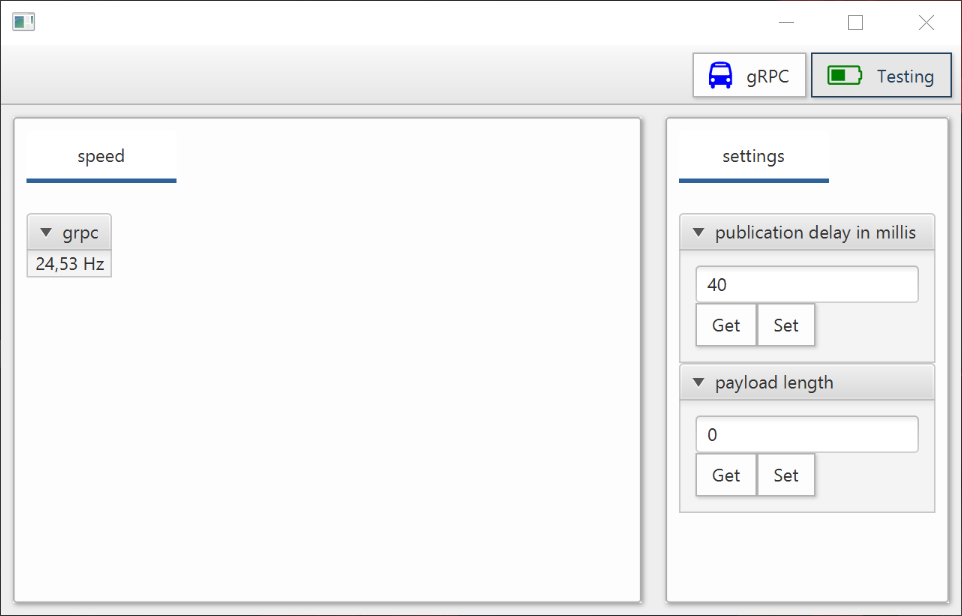 gRPC
Testing
speed
settings
grpc
24,53 Hz
publication delay in millis
40
Get
Set
payload length
0
Get
Set